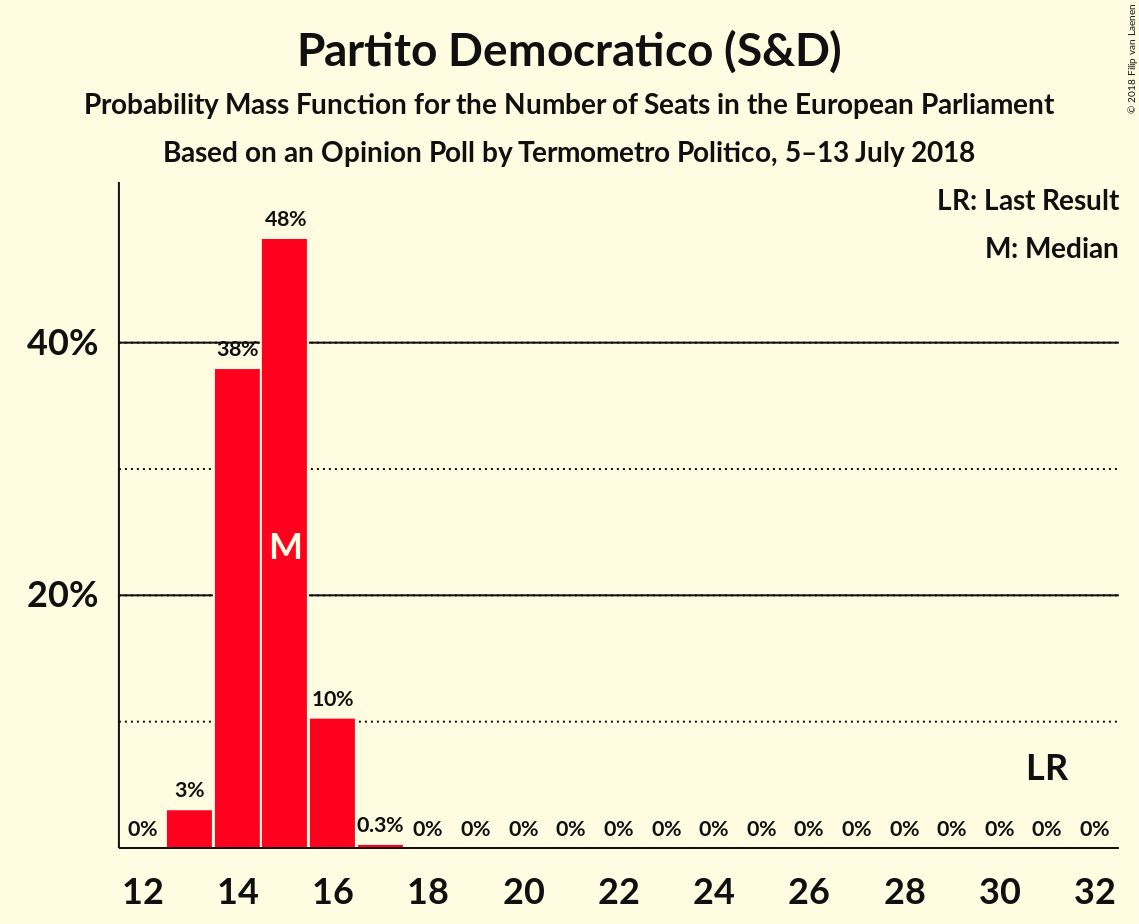 Partito Democratico (S&D)
Probability Mass Function for the Number of Seats in the European Parliament
Based on an Opinion Poll by Termometro Politico, 5–13 July 2018
© 2018 Filip van Laenen
LR: Last Result
M: Median
48%
40%
38%
M
20%
10%
LR
3%
0% 0.3% 0% 0% 0% 0% 0% 0% 0% 0% 0% 0% 0% 0% 0% 0% 0%
12 14 16 18 20 22 24 26 28 30 32